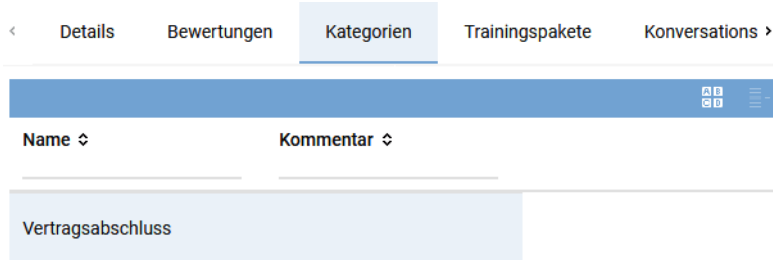 Details Bewertungen Kategorien Trainingspakete Konversations
A B
C D
Name Kommentar
Vertragsabschluss